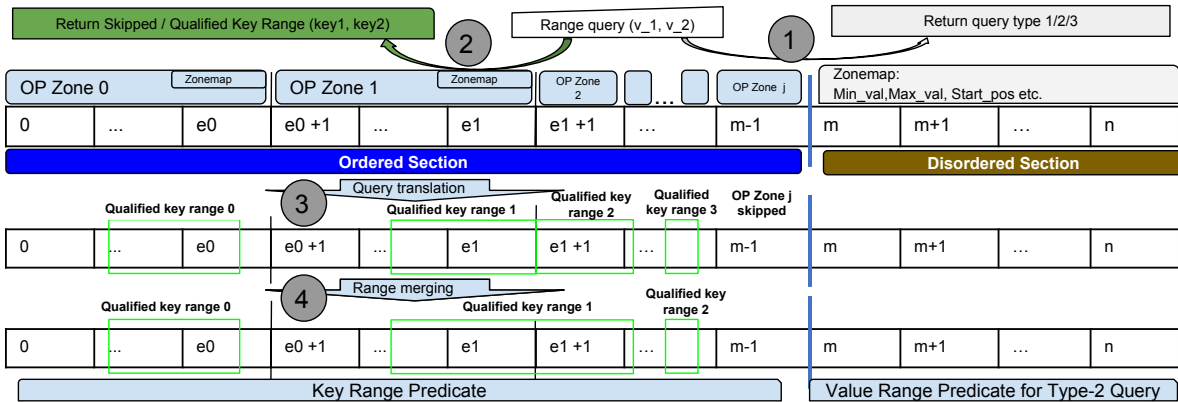 Return Skipped / Qualified Key Range (key1, key2)
2
Range query (v_1, v_2)
1
Return query type 1/2/3
OP Zone 0
Zonemap
OP Zone 1
Zonemap
OP Zone
2
...
OP Zone j
Zonemap:
Min_val,Max_val, Start_pos etc.
0 ... e0 e0 +1 ... e1 e1 +1 ... m-1 m m+1 ... n
Ordered Section
Disordered Section
3
Query translation
Qualified key range 0
Qualified key range 1
Qualified key
range 2
Qualified
key range 3
OP Zone j
skipped
0 ... e0 e0 +1 ... e1 e1 +1 ... m-1 m m+1 ... n
4
Range merging
Qualified key range 0
Qualified key range 1
Qualified key
range 2
0 ... e0 e0 +1 ... e1 e1 +1 ... m-1 m m+1 ... n
Key Range Predicate
Value Range Predicate for Type-2 Query